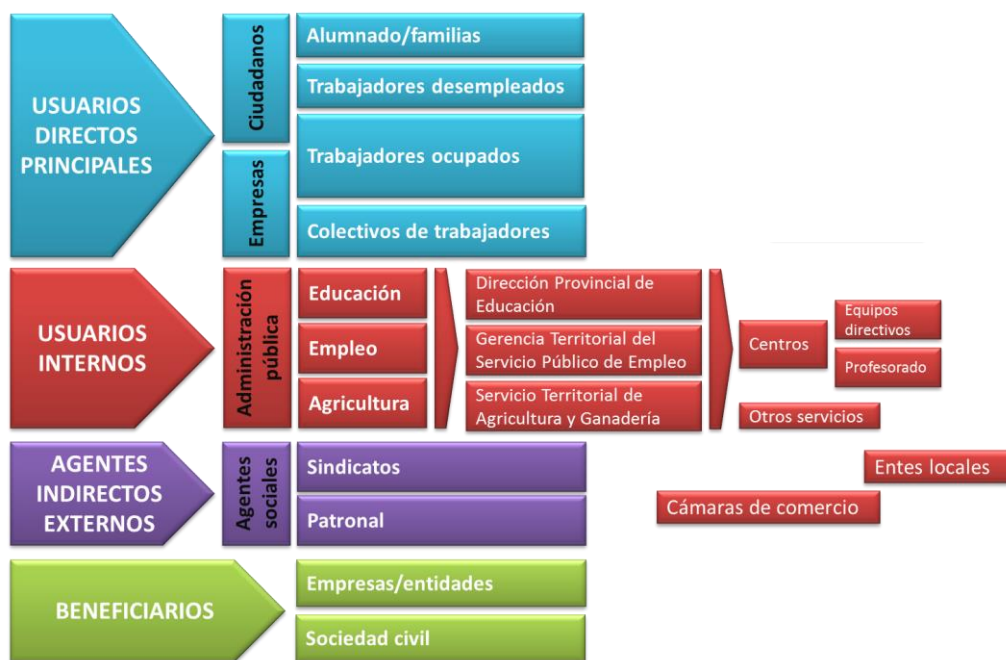 USUARIOS
DIRECTOS
PRINCIPALES
Ciudadanos
Empresas
Alumnado/familias
Trabajadores desempleados
Trabajadores ocupados
Colectivos de trabajadores
USUARIOS
INTERNOS
Administración
pública
Educación
Empleo
Agricultura
Dirección Provincial de
Educación
Gerencia Territorial del
Servicio Público de Empleo
Servicio Territorial de
Agricultura y Ganadería
Centros
Equipos
directivos
Profesorado
Otros servicios
Entes locales
Cámaras de comercio
AGENTES
INDIRECTOS
EXTERNOS
Agentes
sociales
Sindicatos
Patronal
BENEFICIARIOS
Empresas/entidades
Sociedad civil